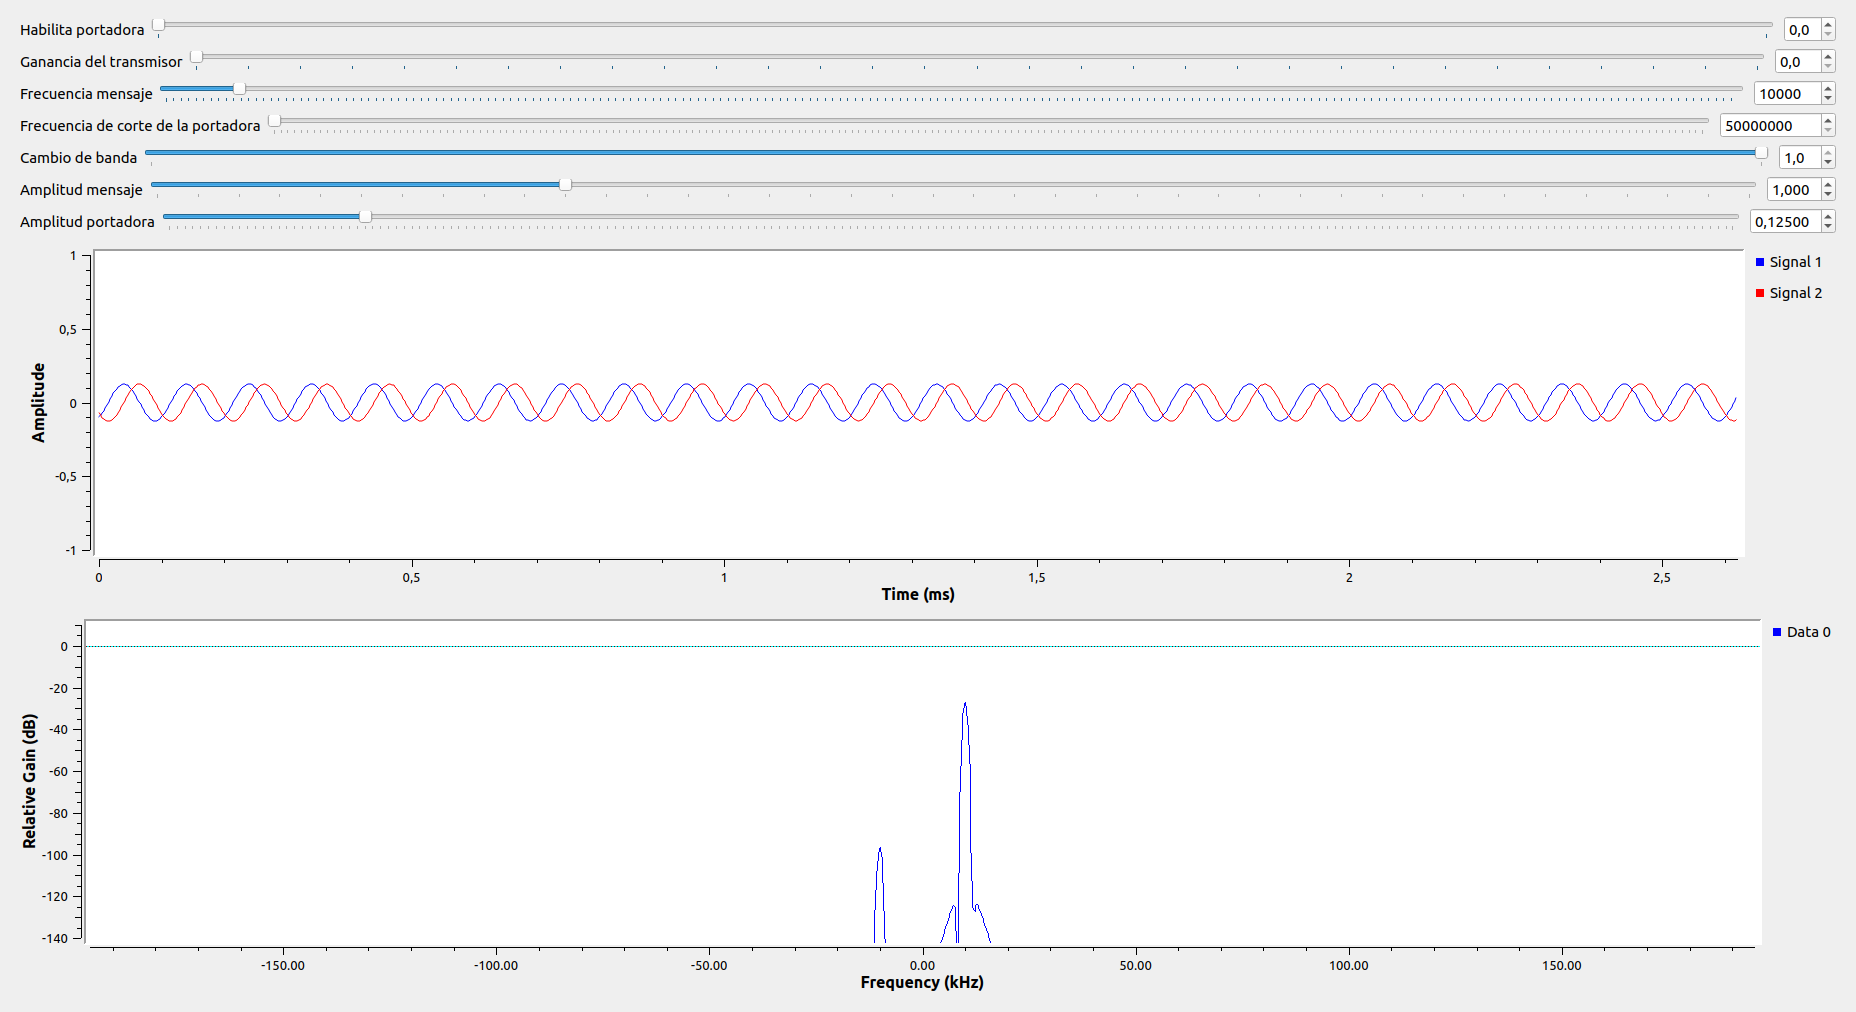 Habilita portadora 0,0
Ganancia del transmisor 0,0
Frecuencia mensaje 10000
Frecuencia de corte de la portadora 50000000
Cambio de banda 1,0
Amplitud mensaje 1,000
Amplitud portadora 0,12500
Signal 1
Signal 2
Amplitude
1
0,5
0
-0,5
-1
0 0,5 1 1,5 2 2,5
Time (ms)
Data 0
Relative Gain (dB)
0
-20
-40
-60
-80
-100
-120
-140
-150.00 -100.00 -50.00 0.00 50.00 100.00 150.00
Frequency (kHz)